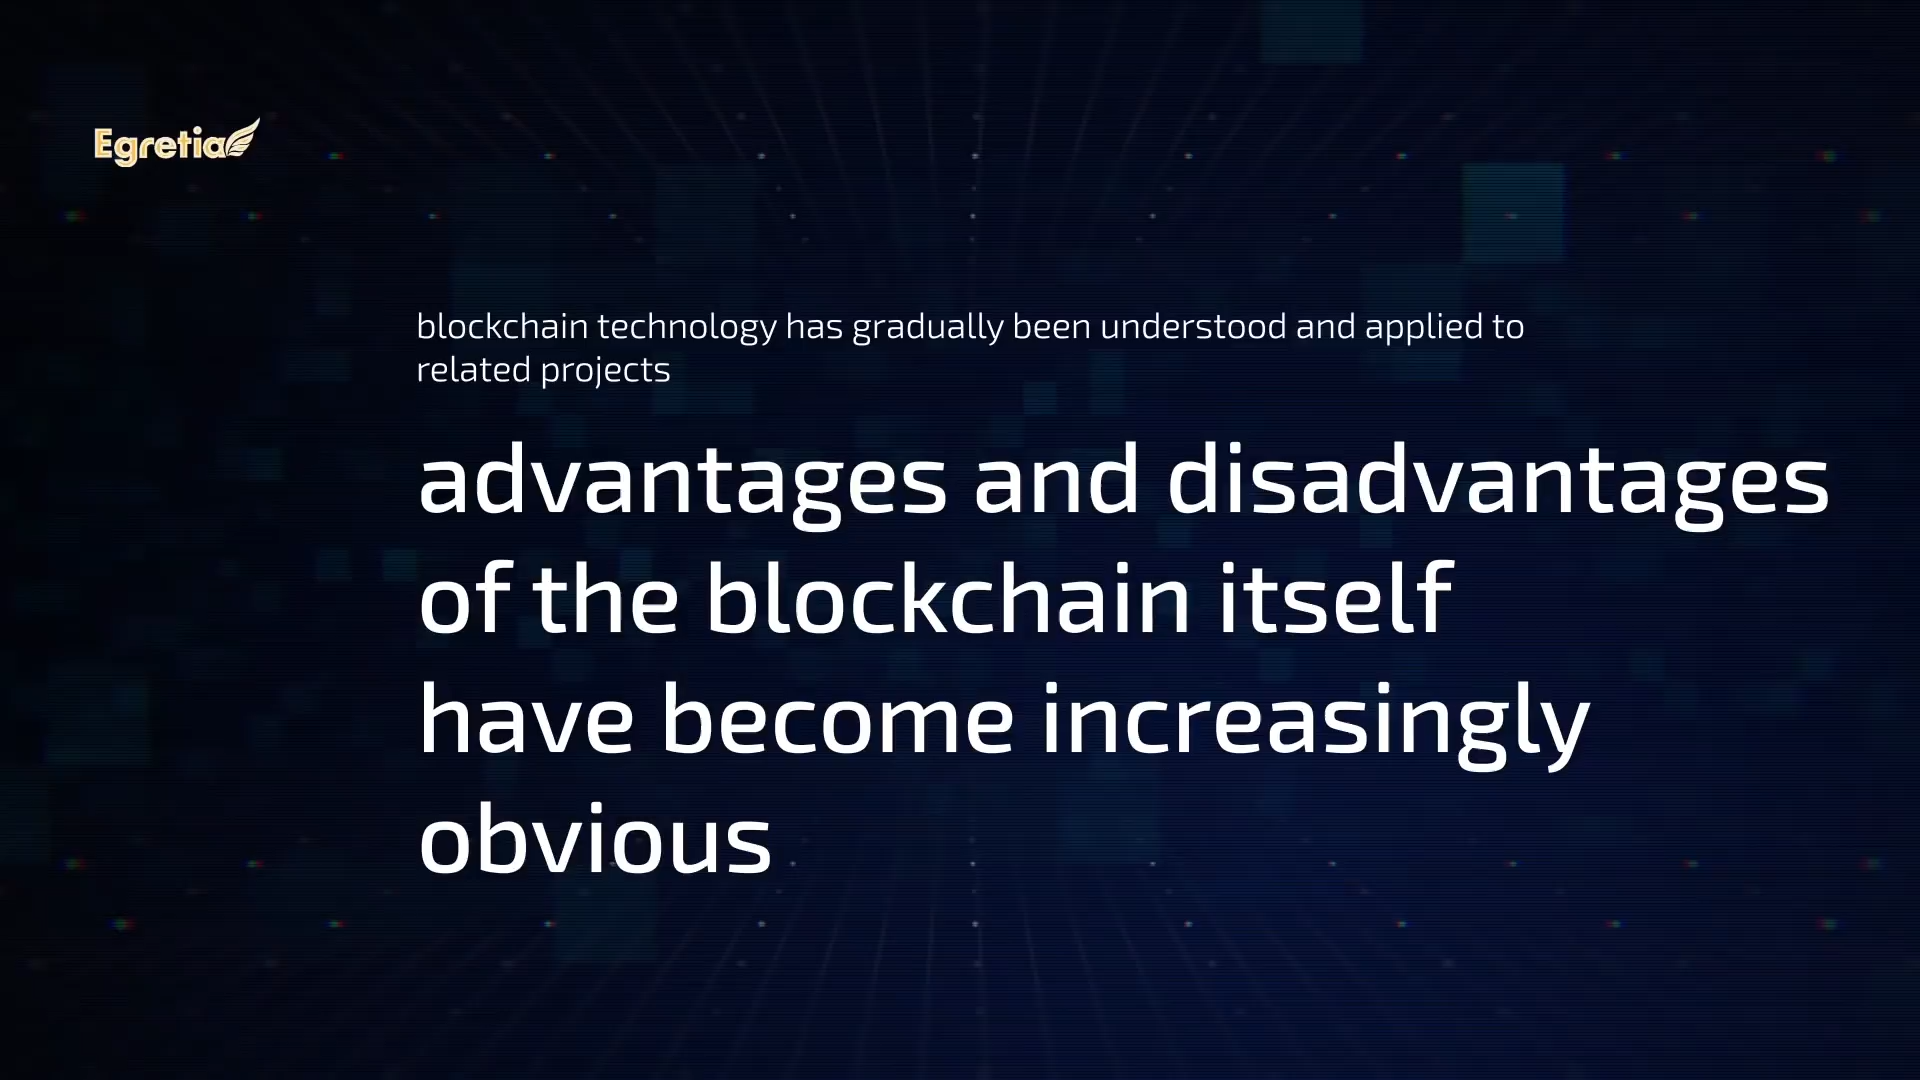 Egretia
blockchain technology has gradually been understood and applied to
related projects
advantages and disadvantages
of the blockchain itself
have become increasingly
obvious